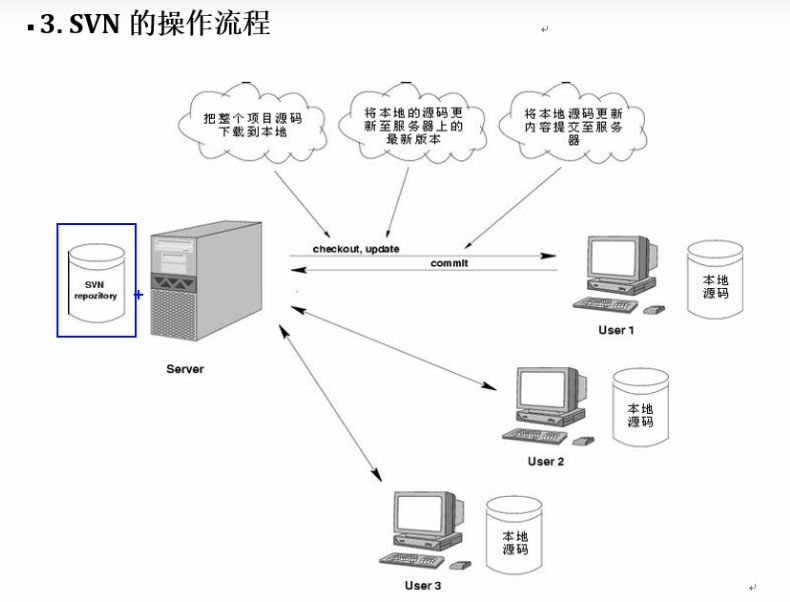 3. SVN 的操作流程
把整个项目源码
下载到本地
将本地的源码更
新至服务器上的
最新版本
将本地源码更新
内容提交至服务
器
checkout, update
commit
SVN
repozitory
Server
本地
源码
User 1
本地
源码
User 2
本地
源码
User 3